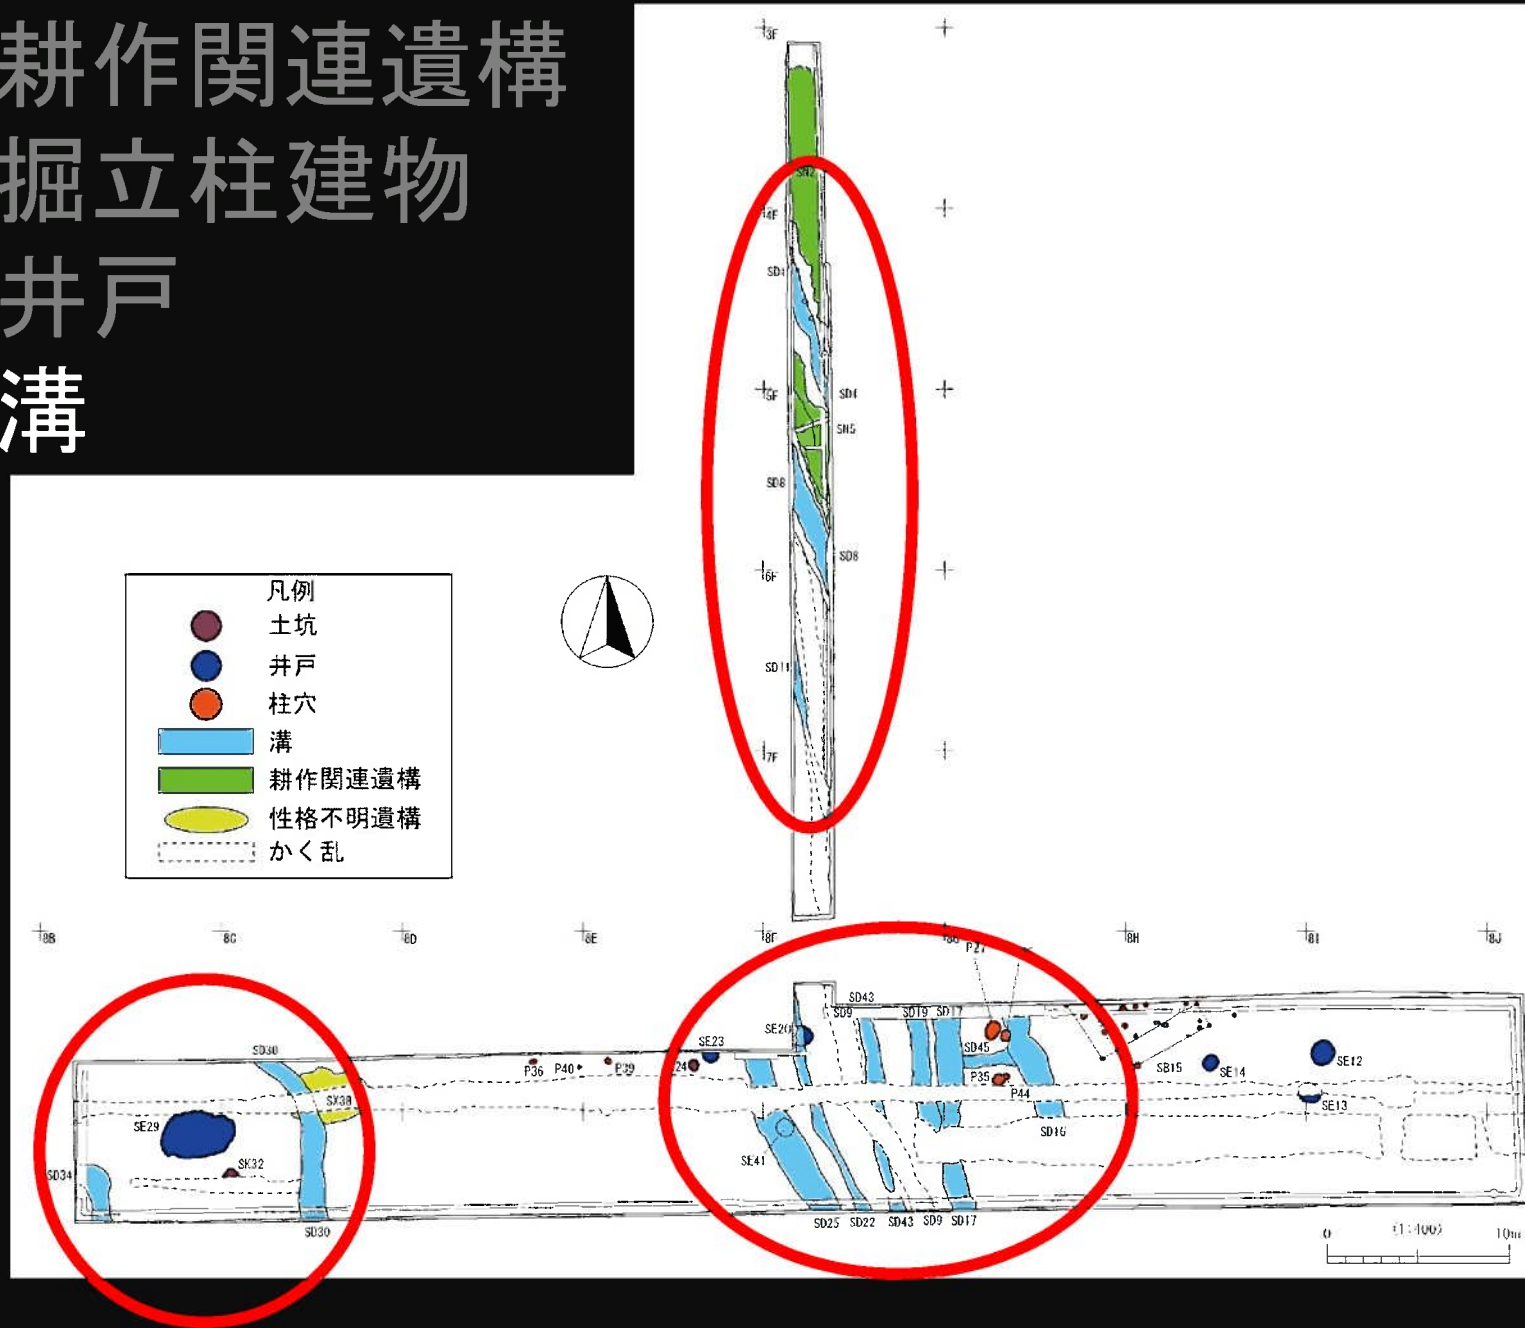 耕作関連遺構
掘立柱建物
井戸
溝
3F
SN2
4F
SD4
5F
SN5
SD8
SD8
6F
SD11
7F
凡例
土坑
井戸
柱穴
溝
耕作関連遺構
性格不明遺構
かく乱
8B
8C
8D
8E
8F
8H
8I
8J
P27
SD43
SD9
SD19
SD17
SE20
SE23
SD45
SD30
P36
P40
P39
24
P35
P44
SB15
SE14
SE12
SE13
SX38
SE29
SD16
SK32
SE41
SD34
SD30
SD25
SD22
SD43
SD9
SD17
0
(1:400)
10m